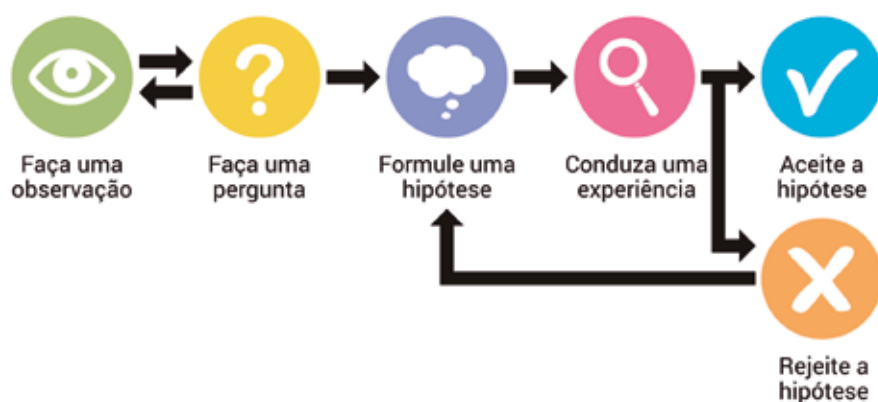 ?
Faça uma
observação
Faça uma
pergunta
Formule uma
hipótese
Conduza uma
experiência
Aceite a
hipótese
Rejeite a
hipótese